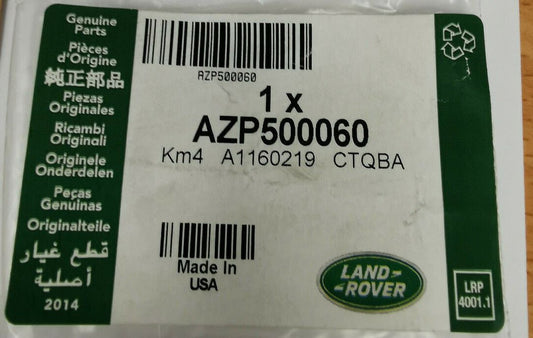 Genuine
Parts
Pièces
d'Origine
純正部品
Piezas
Originales
Ricambi
Originali
Originele
Onderdelen
Peças
Genuinas
Originalteile
قطع غيار
أصلية
2014
AZP500060
1 x
AZP500060
Km4 A1160219 CTQBA
Made In
USA
LAND-
-ROVER
LRP
4001.1